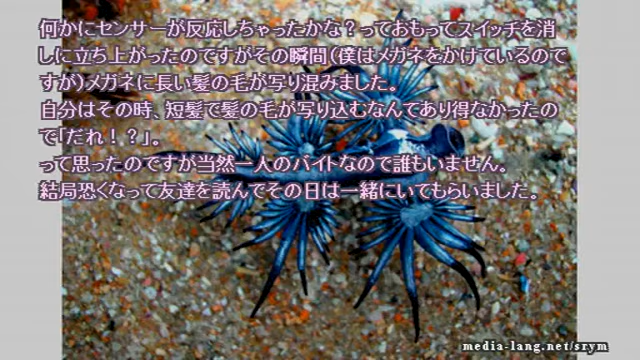 何かにセンサーが反応しちゃったかな？っておもってスイッチを消
しに立ち上がったのですがその瞬間（僕はメガネをかけているので
すが）メガネに長い髪の毛が写り混みました。
自分はその時、短髪で髪の毛が写り込むなんてあり得なかったの
で「だれ！？」。
って思ったのですが当然一人のバイトなので誰もいません。
結局恐くなって友達を読んでその日は一緒にいてもらいました。
media-lang.net/srym